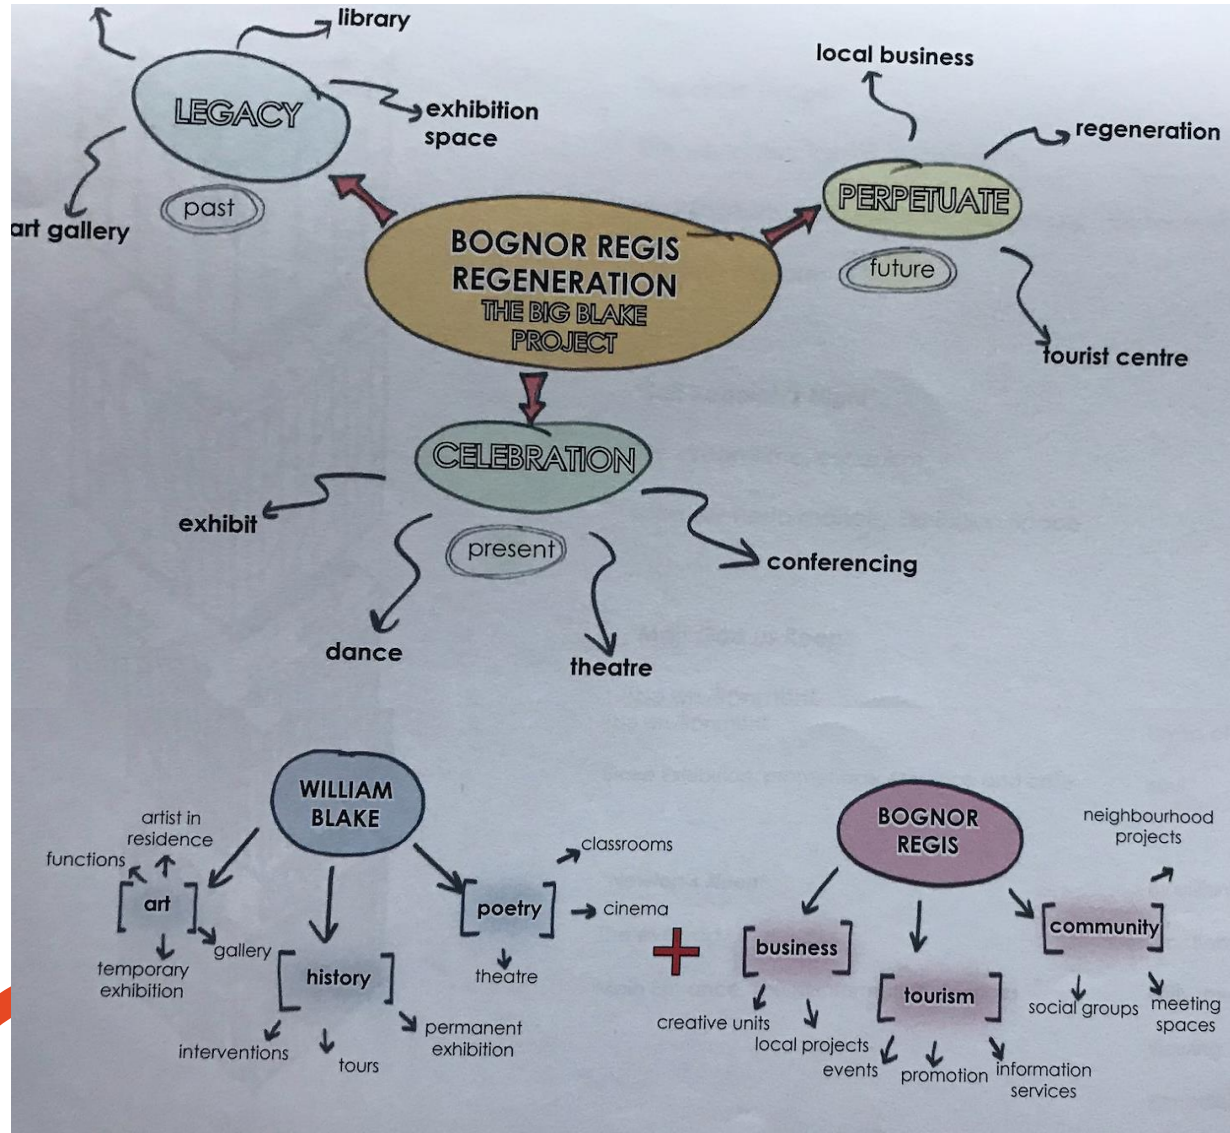 library
LEGACY
exhibition
space
art gallery
past
local business
regeneration
PERPETUATE
future
tourist centre
BOGNOR REGIS
REGENERATION
THE BIG BLAKE
PROJECT
CELEBRATION
present
exhibit
dance
theatre
conferencing
WILLIAM
BLAKE
artist in
residence
functions
art
gallery
temporary
exhibition
history
interventions
tours
permanent
exhibition
poetry
classrooms
cinema
theatre
+
BOGNOR
REGIS
business
creative units
local projects
tourism
events
promotion
information
services
community
neighbourhood
projects
social groups
meeting
spaces